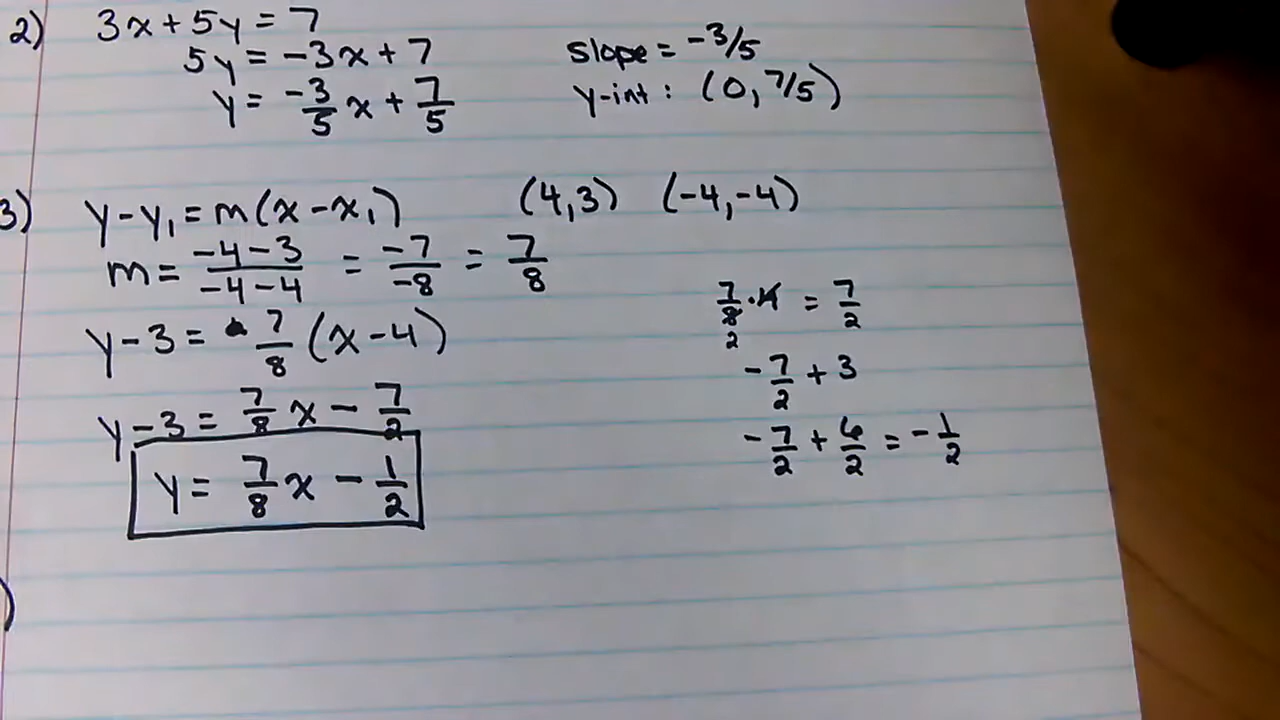 2) 3x + 5y = 7
5y = -3x + 7
y = -3/5 x + 7/5
slope = -3/5
y-int : (0, 7/5)
3) y - y₁ = m(x - x₁) (4,3) (-4,-4)
m = (-4-3)/(-4-4) = -7/-8 = 7/8
y - 3 = 7/8 (x - 4)
y - 3 = 7/8 x - 7/2
y = 7/8 x - 1/2
7/8 · 4 = 7/2
2
-7/2 + 3
-7/2 + 6/2 = -1/2
)